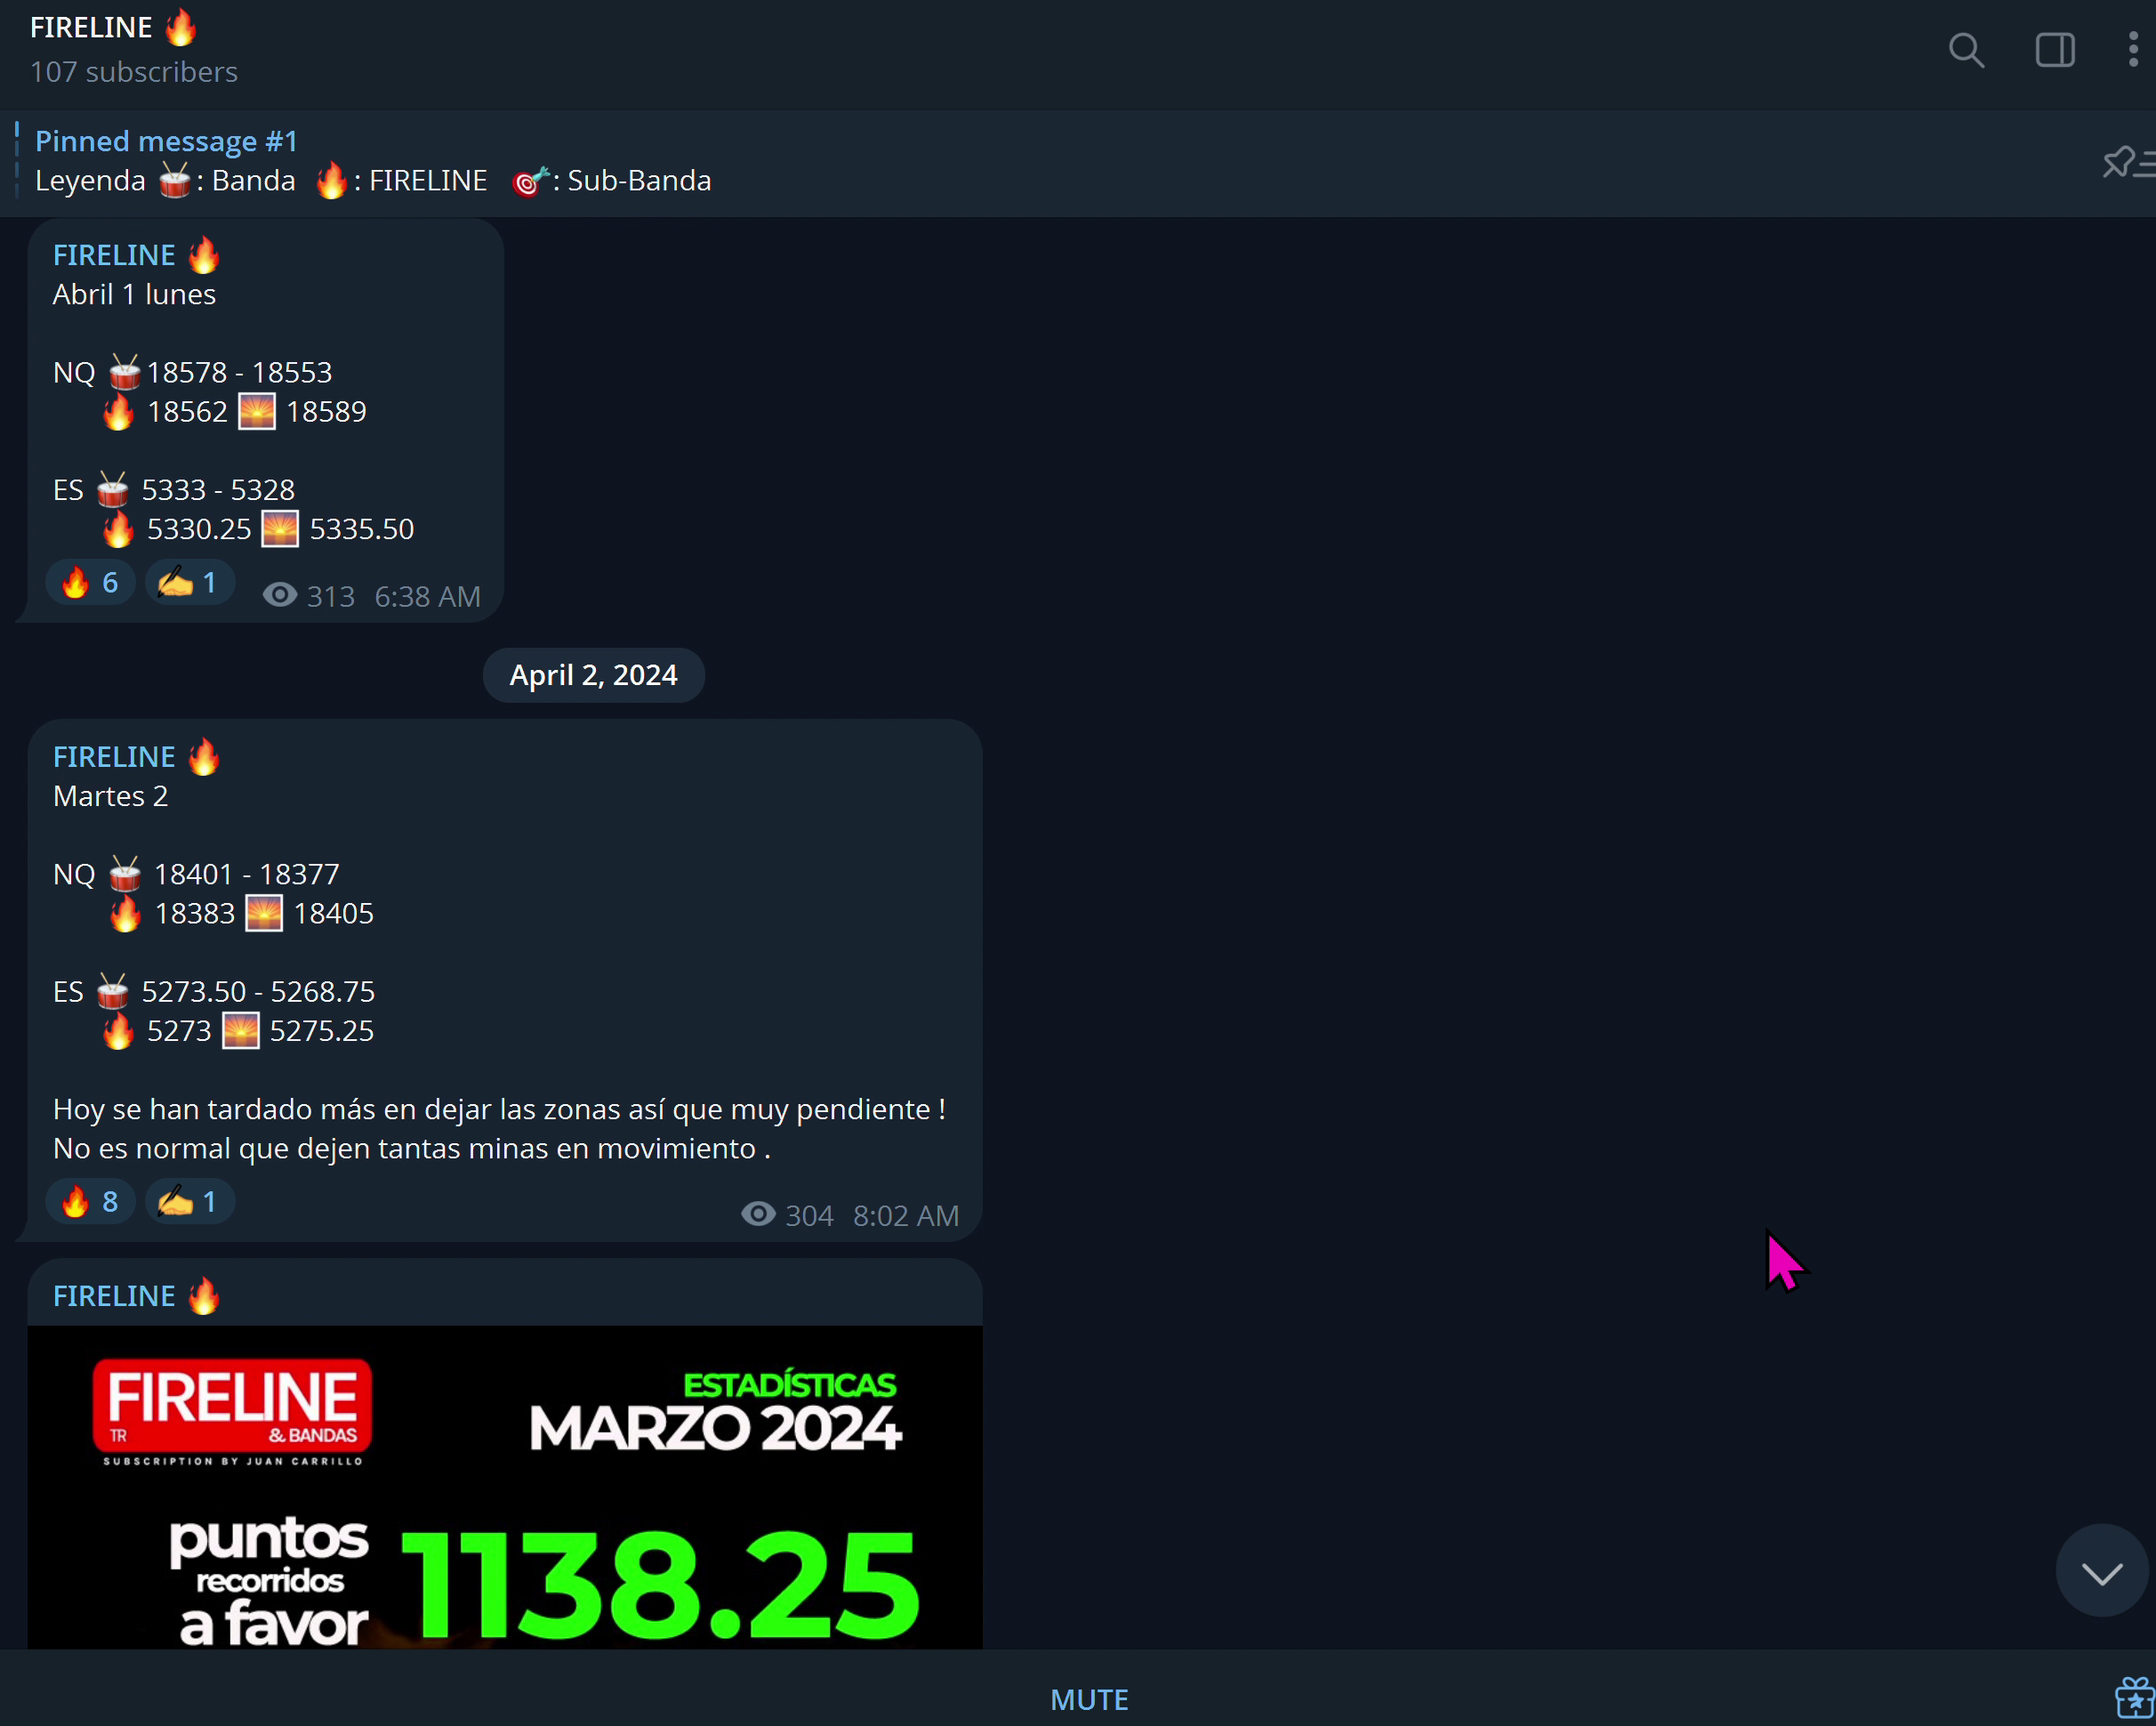 FIRELINE 🔥
107 subscribers
Pinned message #1
Leyenda 🥁: Banda 🔥: FIRELINE 🎯: Sub-Banda
FIRELINE 🔥
Abril 1 lunes
NQ 🥁18578 - 18553
🔥 18562 🌅 18589
ES 🥁 5333 - 5328
🔥 5330.25 🌅 5335.50
🔥 6 ✍️ 1 313 6:38 AM
April 2, 2024
FIRELINE 🔥
Martes 2
NQ 🥁 18401 - 18377
🔥 18383 🌅 18405
ES 🥁 5273.50 - 5268.75
🔥 5273 🌅 5275.25
Hoy se han tardado más en dejar las zonas así que muy pendiente !
No es normal que dejen tantas minas en movimiento .
🔥 8 ✍️ 1 304 8:02 AM
FIRELINE 🔥
FIRELINE
TR & BANDAS
SUBSCRIPTION BY JUAN CARRILLO
ESTADÍSTICAS
MARZO 2024
puntos
recorridos
a favor
1138.25
MUTE